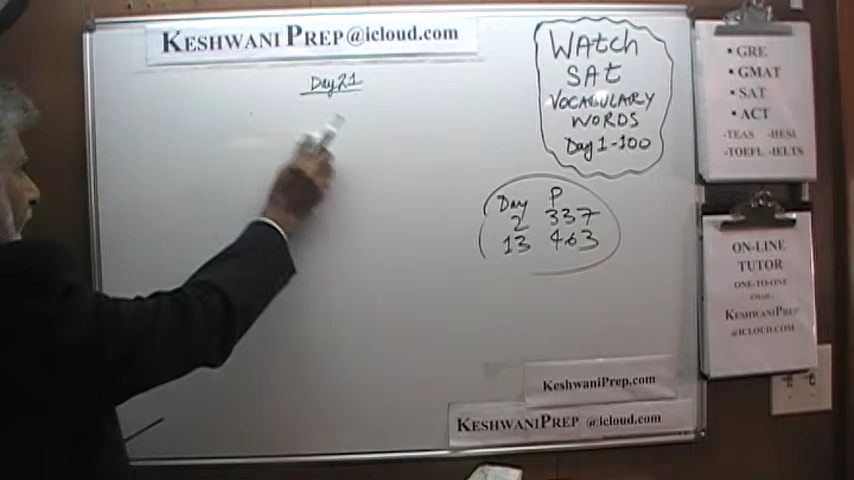 KESHWANI PREP@icloud.com
Day 21
WAtch
SAt
VOCABULARY
WORDS
Day 1-100
Day P
2 337
13 463
• GRE
• GMAT
• SAT
• ACT
-TEAS -HESI
-TOEFL -IELTS
ON-LINE
TUTOR
ONE-TO-ONE
EMAIL:
KESHWANIPREP
@ICLOUD.COM
KeshwaniPrep.com
KESHWANIPREP @icloud.com